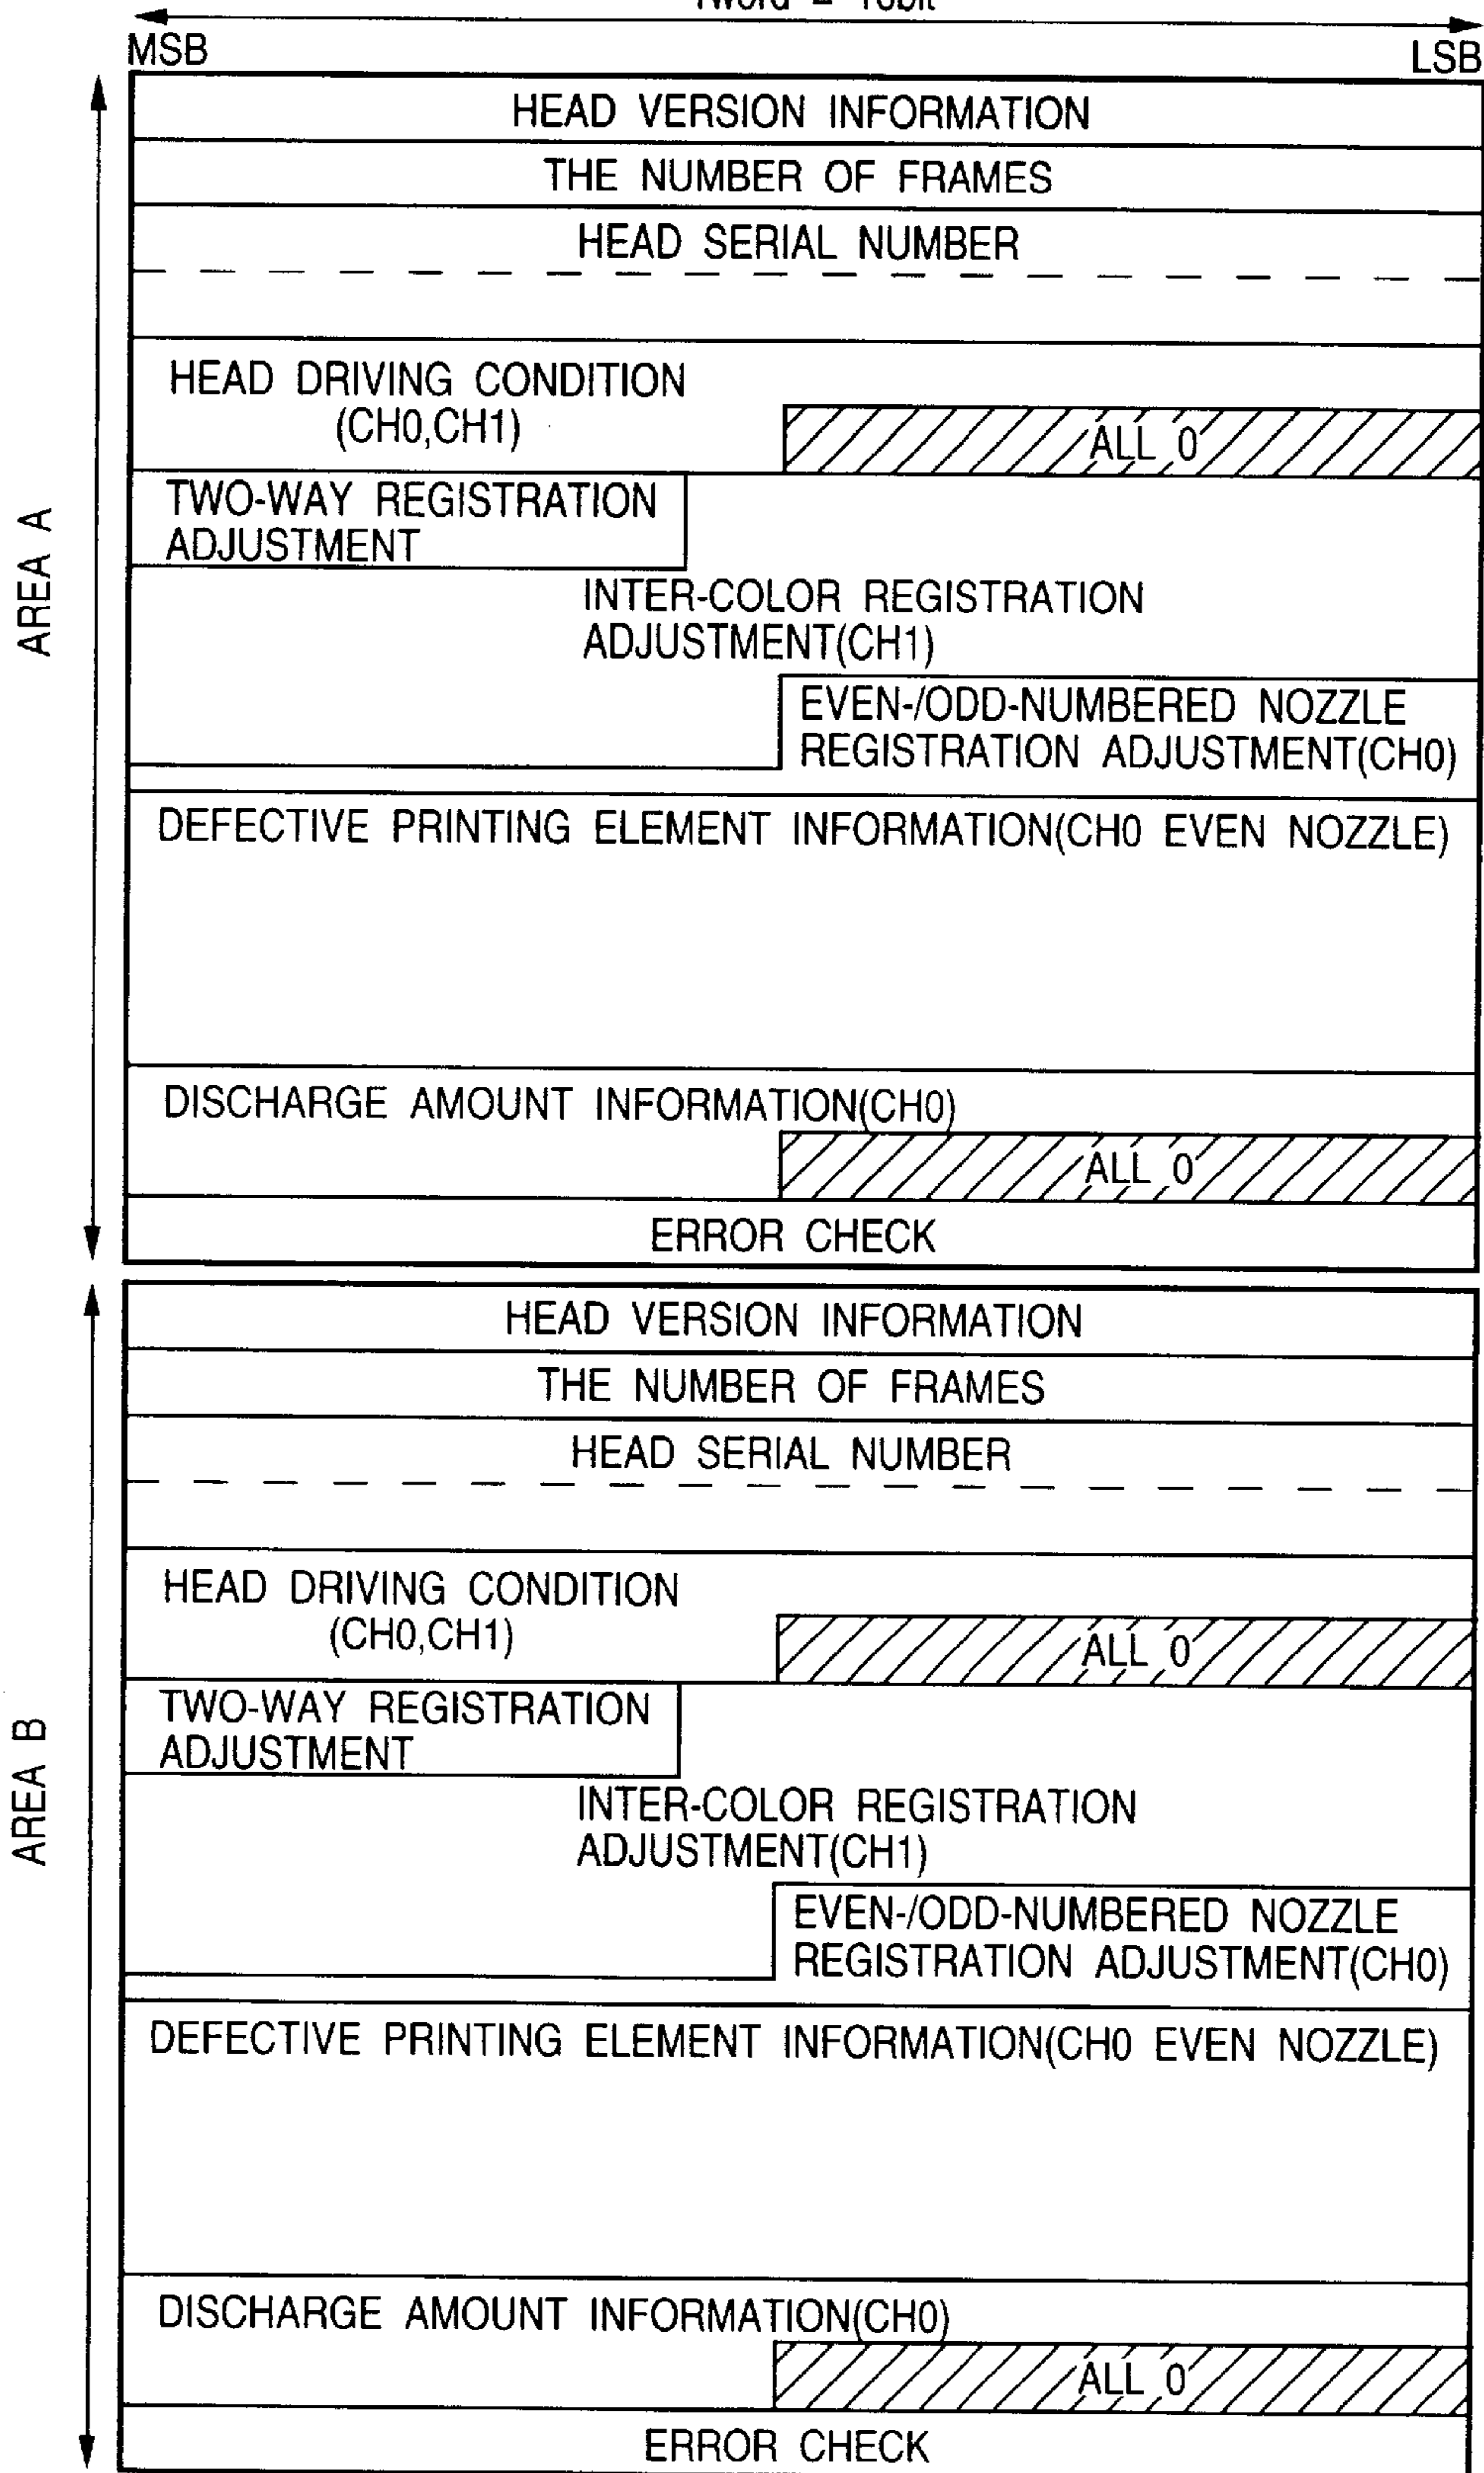 1word = 16bit
MSB LSB
AREA A
HEAD VERSION INFORMATION
THE NUMBER OF FRAMES
HEAD SERIAL NUMBER
HEAD DRIVING CONDITION
(CH0,CH1)
ALL 0
TWO-WAY REGISTRATION
ADJUSTMENT
INTER-COLOR REGISTRATION
ADJUSTMENT(CH1)
EVEN-/ODD-NUMBERED NOZZLE
REGISTRATION ADJUSTMENT(CH0)
DEFECTIVE PRINTING ELEMENT INFORMATION(CH0 EVEN NOZZLE)
DISCHARGE AMOUNT INFORMATION(CH0)
ALL 0
ERROR CHECK
AREA B
HEAD VERSION INFORMATION
THE NUMBER OF FRAMES
HEAD SERIAL NUMBER
HEAD DRIVING CONDITION
(CH0,CH1)
ALL 0
TWO-WAY REGISTRATION
ADJUSTMENT
INTER-COLOR REGISTRATION
ADJUSTMENT(CH1)
EVEN-/ODD-NUMBERED NOZZLE
REGISTRATION ADJUSTMENT(CH0)
DEFECTIVE PRINTING ELEMENT INFORMATION(CH0 EVEN NOZZLE)
DISCHARGE AMOUNT INFORMATION(CH0)
ALL 0
ERROR CHECK